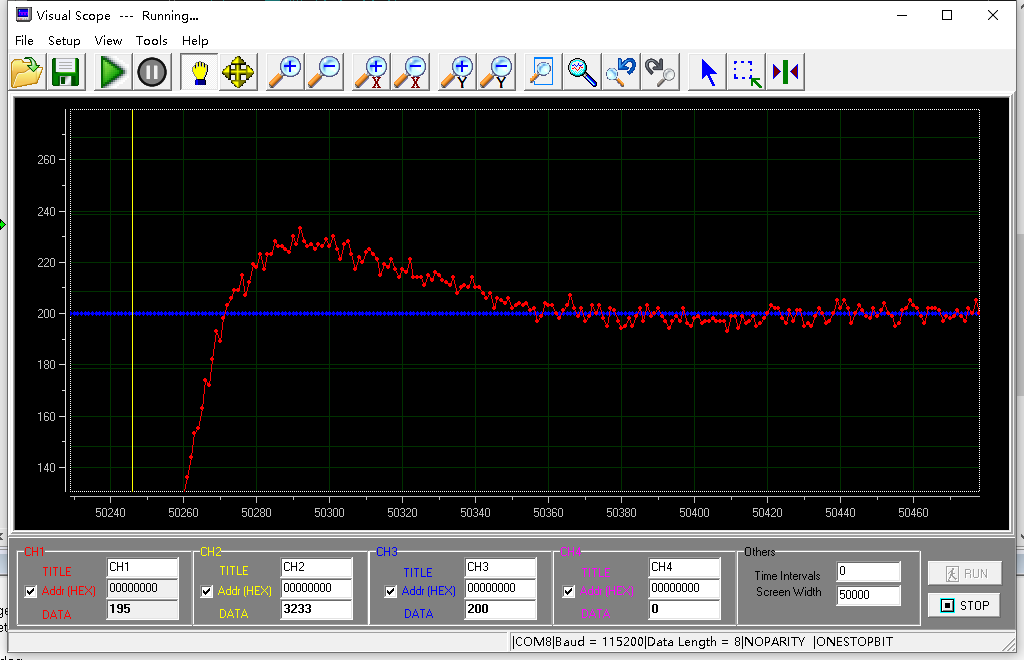 Visual Scope --- Running...
File Setup View Tools Help
X X Y Y
260
240
220
200
180
160
140
50240 50260 50280 50300 50320 50340 50360 50380 50400 50420 50440 50460
CH1 CH2 CH3 CH4 Others
TITLE CH1 TITLE CH2 TITLE CH3 TITLE CH4
Addr (HEX) 00000000 Addr (HEX) 00000000 Addr (HEX) 00000000 Addr (HEX) 00000000
DATA 195 DATA 3233 DATA 200 DATA 0
Time Intervals 0
Screen Width 50000
RUN
STOP
|COM8|Baud = 115200|Data Length = 8|NOPARITY |ONESTOPBIT